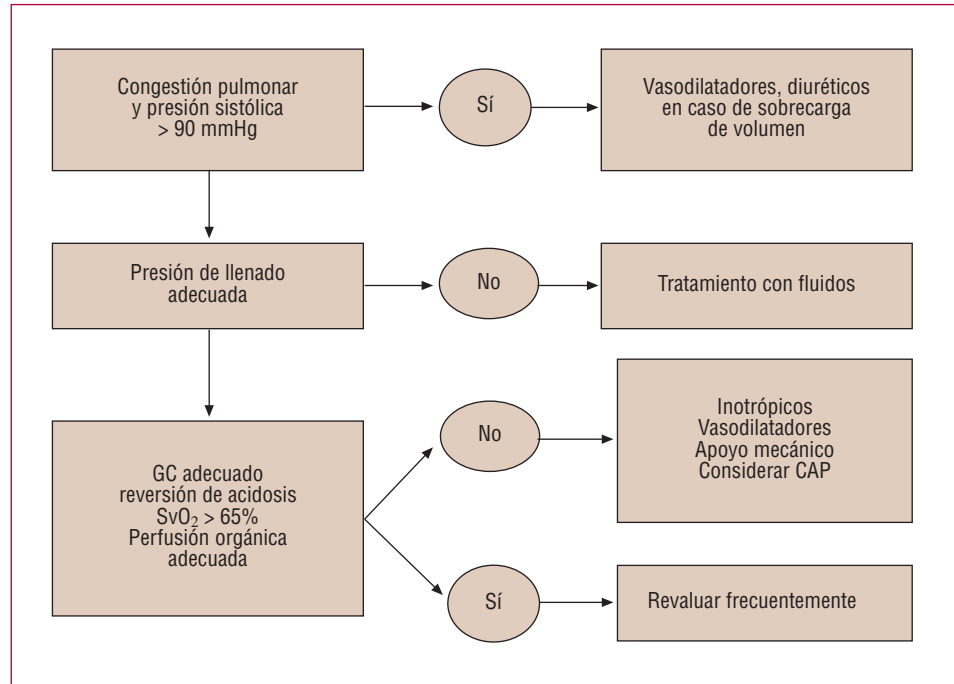 Congestión pulmonar
y presión sistólica
> 90 mmHg
Sí
Vasodilatadores, diuréticos
en caso de sobrecarga
de volumen
Presión de llenado
adecuada
No
Tratamiento con fluidos
GC adecuado
reversión de acidosis
SvO₂ > 65%
Perfusión orgánica
adecuada
No
Inotrópicos
Vasodilatadores
Apoyo mecánico
Considerar CAP
Sí
Revaluar frecuentemente